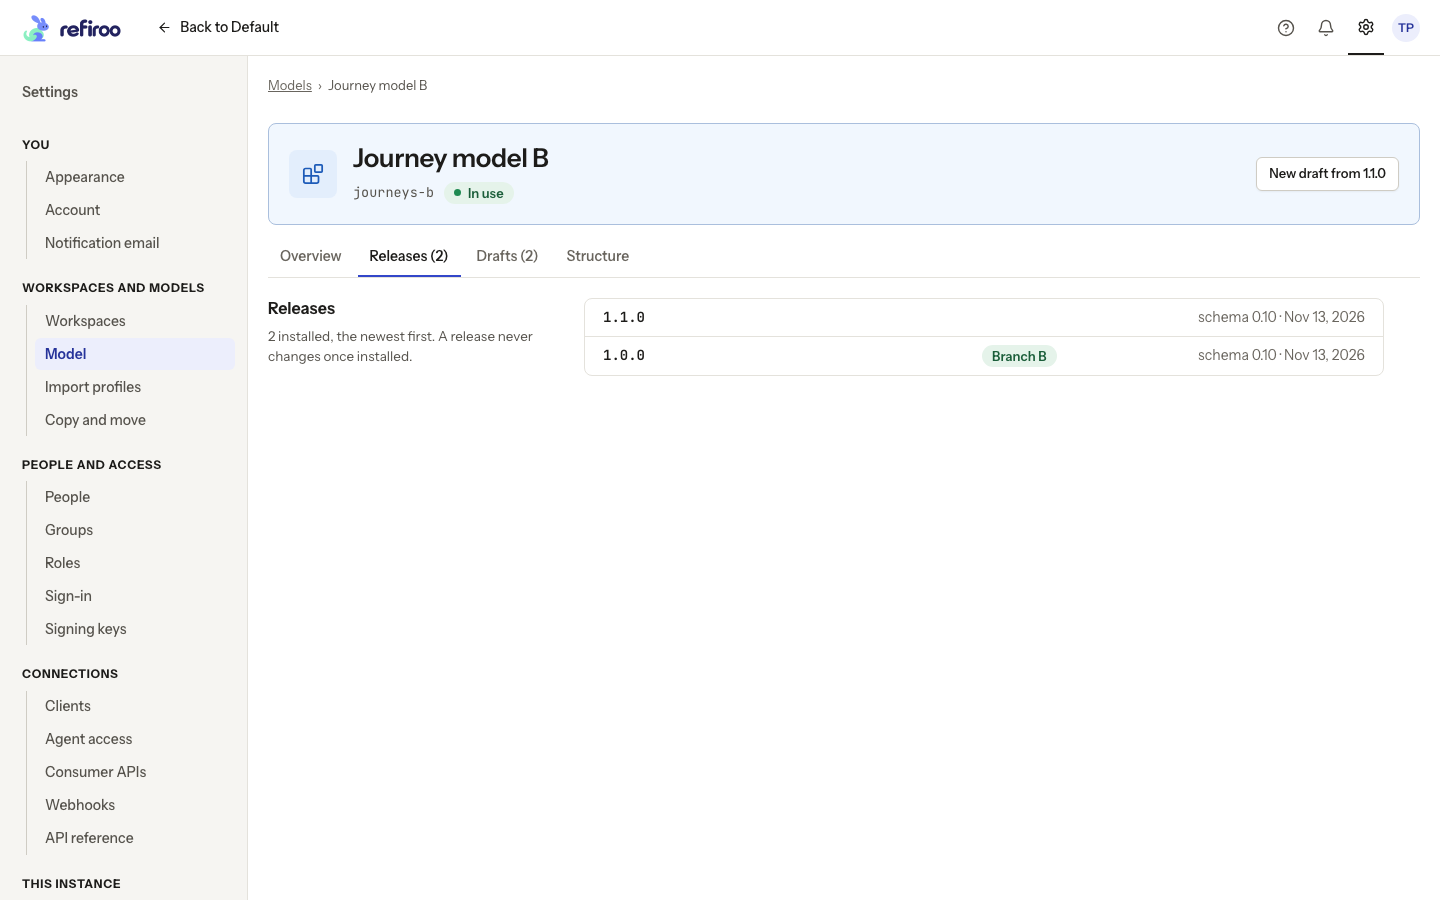 refiroo
Back to Default
TP
Settings
YOU
Appearance
Account
Notification email
WORKSPACES AND MODELS
Workspaces
Model
Import profiles
Copy and move
PEOPLE AND ACCESS
People
Groups
Roles
Sign-in
Signing keys
CONNECTIONS
Clients
Agent access
Consumer APIs
Webhooks
API reference
THIS INSTANCE
Models › Journey model B
Journey model B
journeys-b
In use
New draft from 1.1.0
Overview
Releases (2)
Drafts (2)
Structure
Releases
2 installed, the newest first. A release never
changes once installed.
1.1.0
schema 0.10 · Nov 13, 2026
1.0.0
Branch B
schema 0.10 · Nov 13, 2026